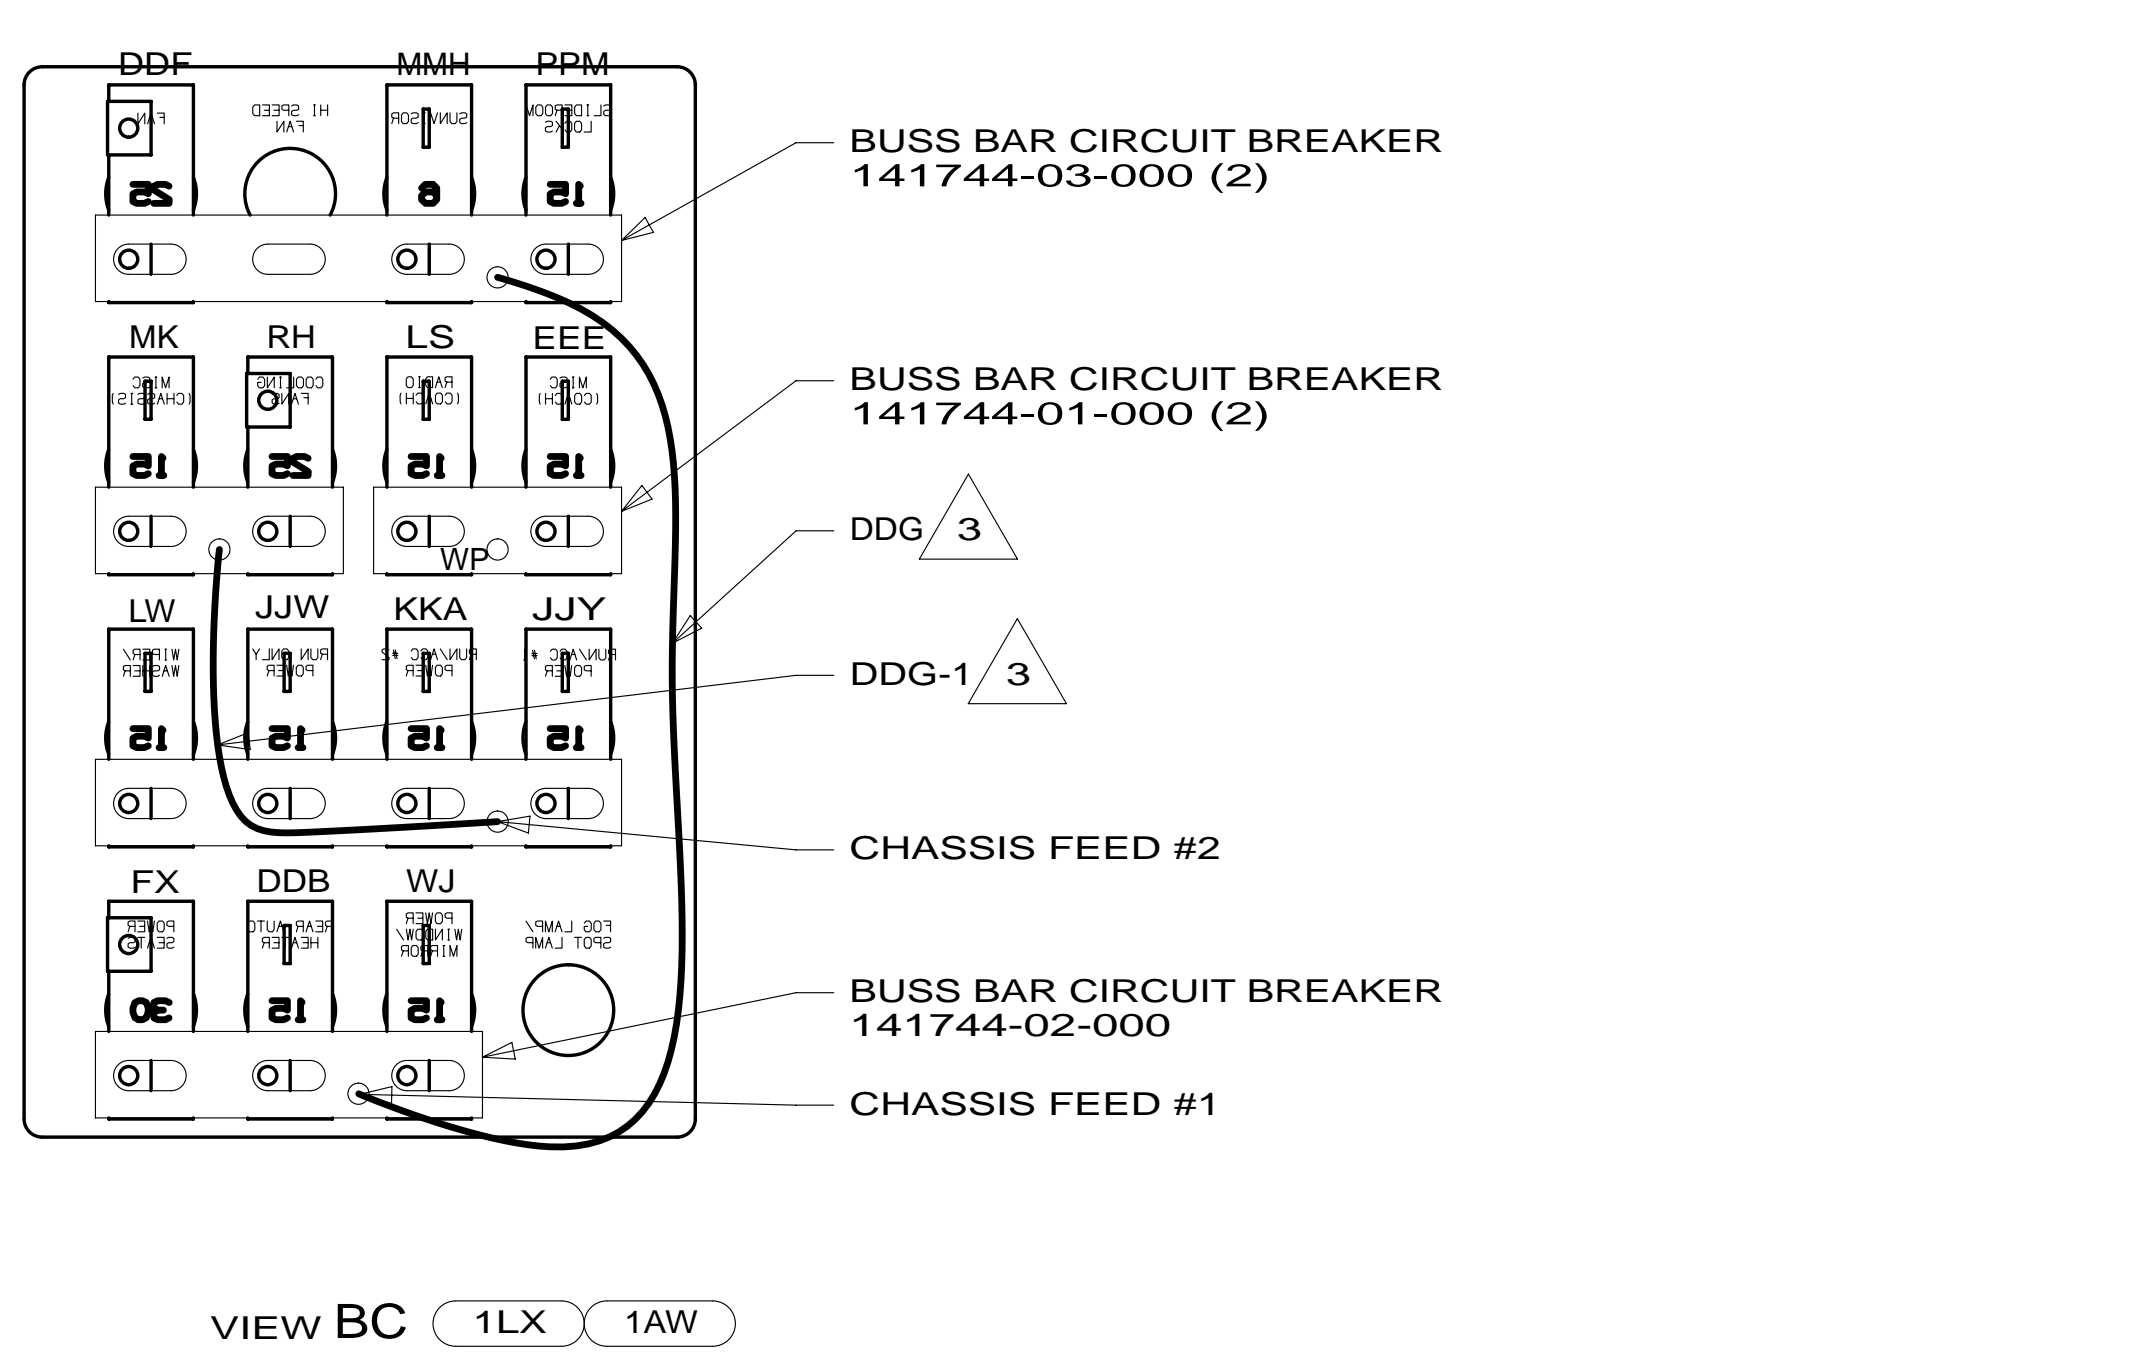 DDF MMH PPM
FAN HI SPEED SUNVISOR SLIDEROOM
FAN LOCKS
25 6 15
BUSS BAR CIRCUIT BREAKER
141744-03-000 (2)
MK RH LS EEE
MISC COOLING RADIO MISC
(CHASSIS) FANS (COACH) (COACH)
15 25 15 15
WP
BUSS BAR CIRCUIT BREAKER
141744-01-000 (2)
DDG 3
LW JJW KKA JJY
WIPER/ RUN ONLY RUN/ACC #2 RUN/ACC #1
WASHER POWER POWER POWER
15 15 15 15
DDG-1 3
CHASSIS FEED #2
FX DDB WJ
POWER REAR AUTO POWER FOG LAMP/
SEATS HEATER WINDOW/ SPOT LAMP
MIRROR
30 15 15
BUSS BAR CIRCUIT BREAKER
141744-02-000
CHASSIS FEED #1
VIEW BC 1LX 1AW